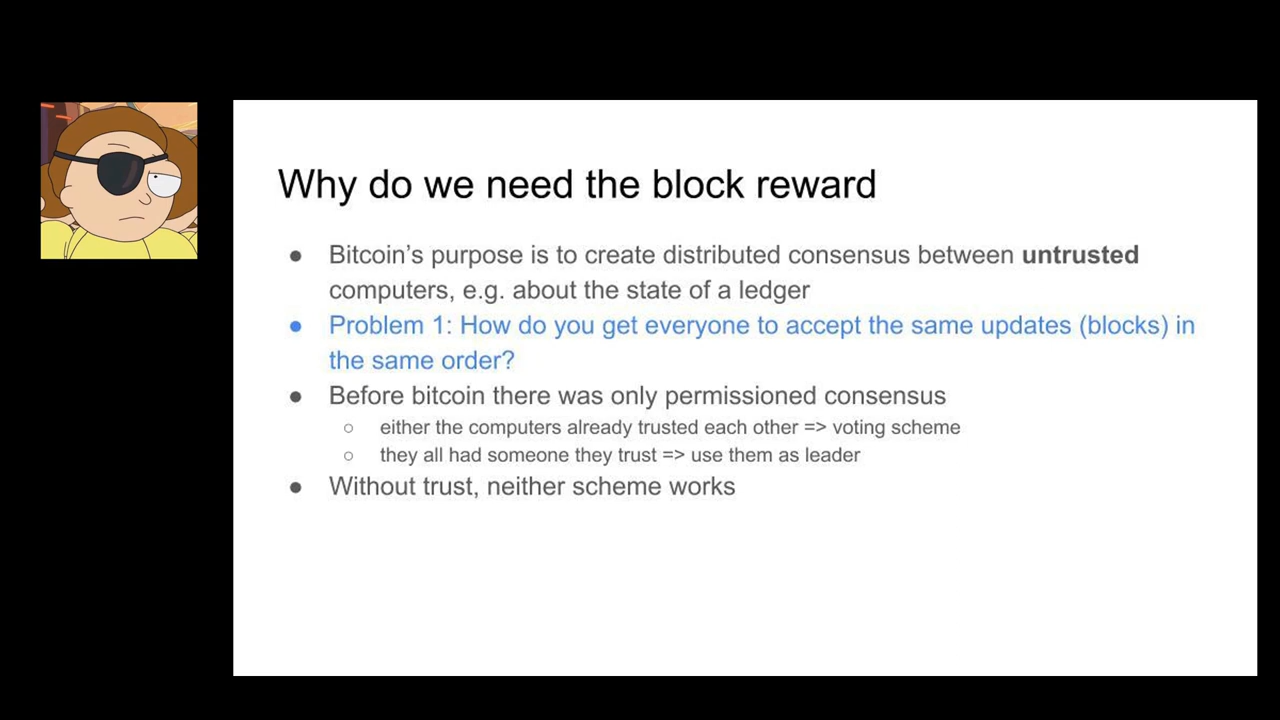 Why do we need the block reward
● Bitcoin's purpose is to create distributed consensus between untrusted
computers, e.g. about the state of a ledger
● Problem 1: How do you get everyone to accept the same updates (blocks) in
the same order?
● Before bitcoin there was only permissioned consensus
○ either the computers already trusted each other => voting scheme
○ they all had someone they trust => use them as leader
● Without trust, neither scheme works